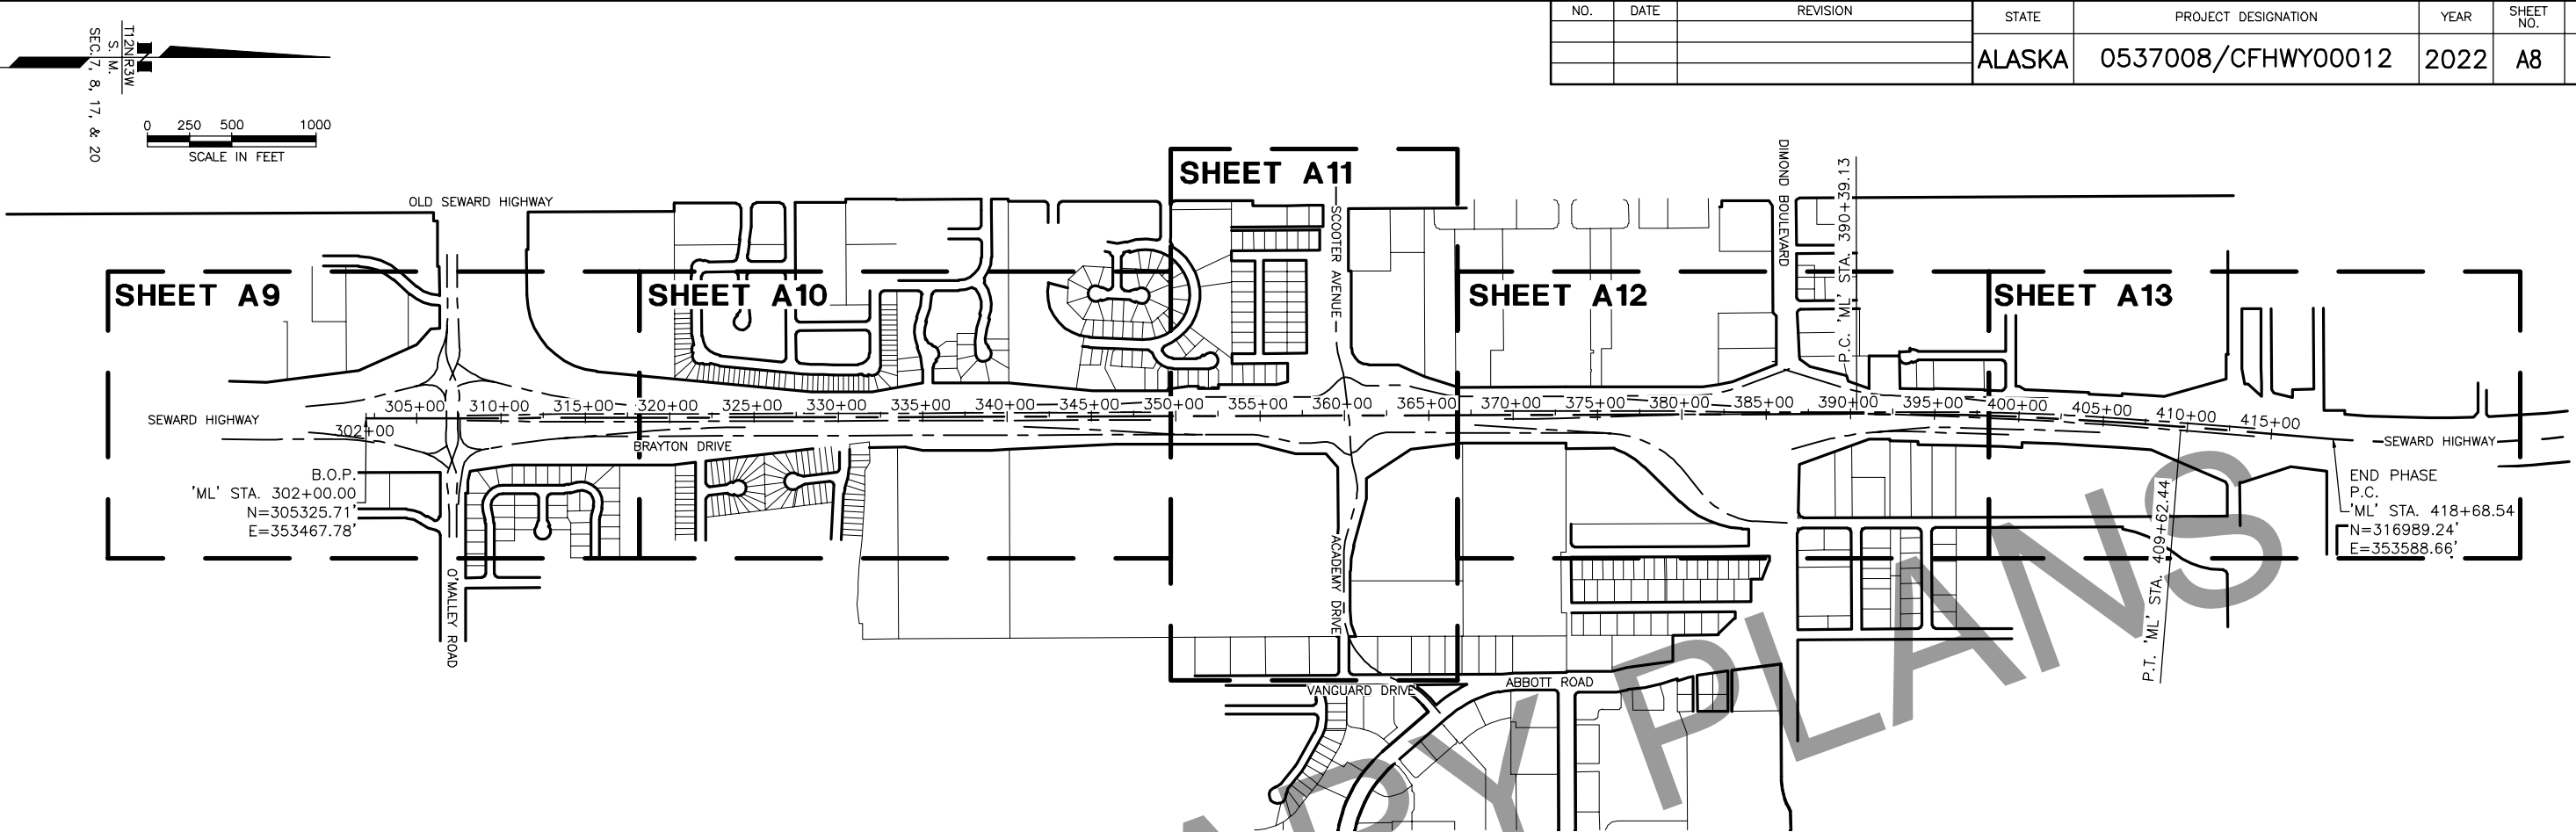 NO. DATE REVISION STATE PROJECT DESIGNATION YEAR SHEET NO.
ALASKA 0537008/CFHWY00012 2022 A8
T12N R3W
S. M.
SEC.7, 8, 17, & 20
0 250 500 1000
SCALE IN FEET
SHEET A11
OLD SEWARD HIGHWAY
SCOOTER AVENUE
DIMOND BOULEVARD
P.C. 'ML' STA. 390+39.13
SHEET A9
SHEET A10
SHEET A12
SHEET A13
SEWARD HIGHWAY
302+00
305+00 310+00 315+00 320+00 325+00 330+00 335+00 340+00 345+00 350+00 355+00 360+00 365+00 370+00 375+00 380+00 385+00 390+00 395+00 400+00 405+00 410+00 415+00
SEWARD HIGHWAY
BRAYTON DRIVE
B.O.P.
'ML' STA. 302+00.00
N=305325.71'
E=353467.78'
END PHASE
P.C.
'ML' STA. 418+68.54
N=316989.24'
E=353588.66'
O'MALLEY ROAD
ACADEMY DRIVE
P.T. 'ML' STA. 409+62.44
VANGUARD DRIVE
ABBOTT ROAD
PLANS